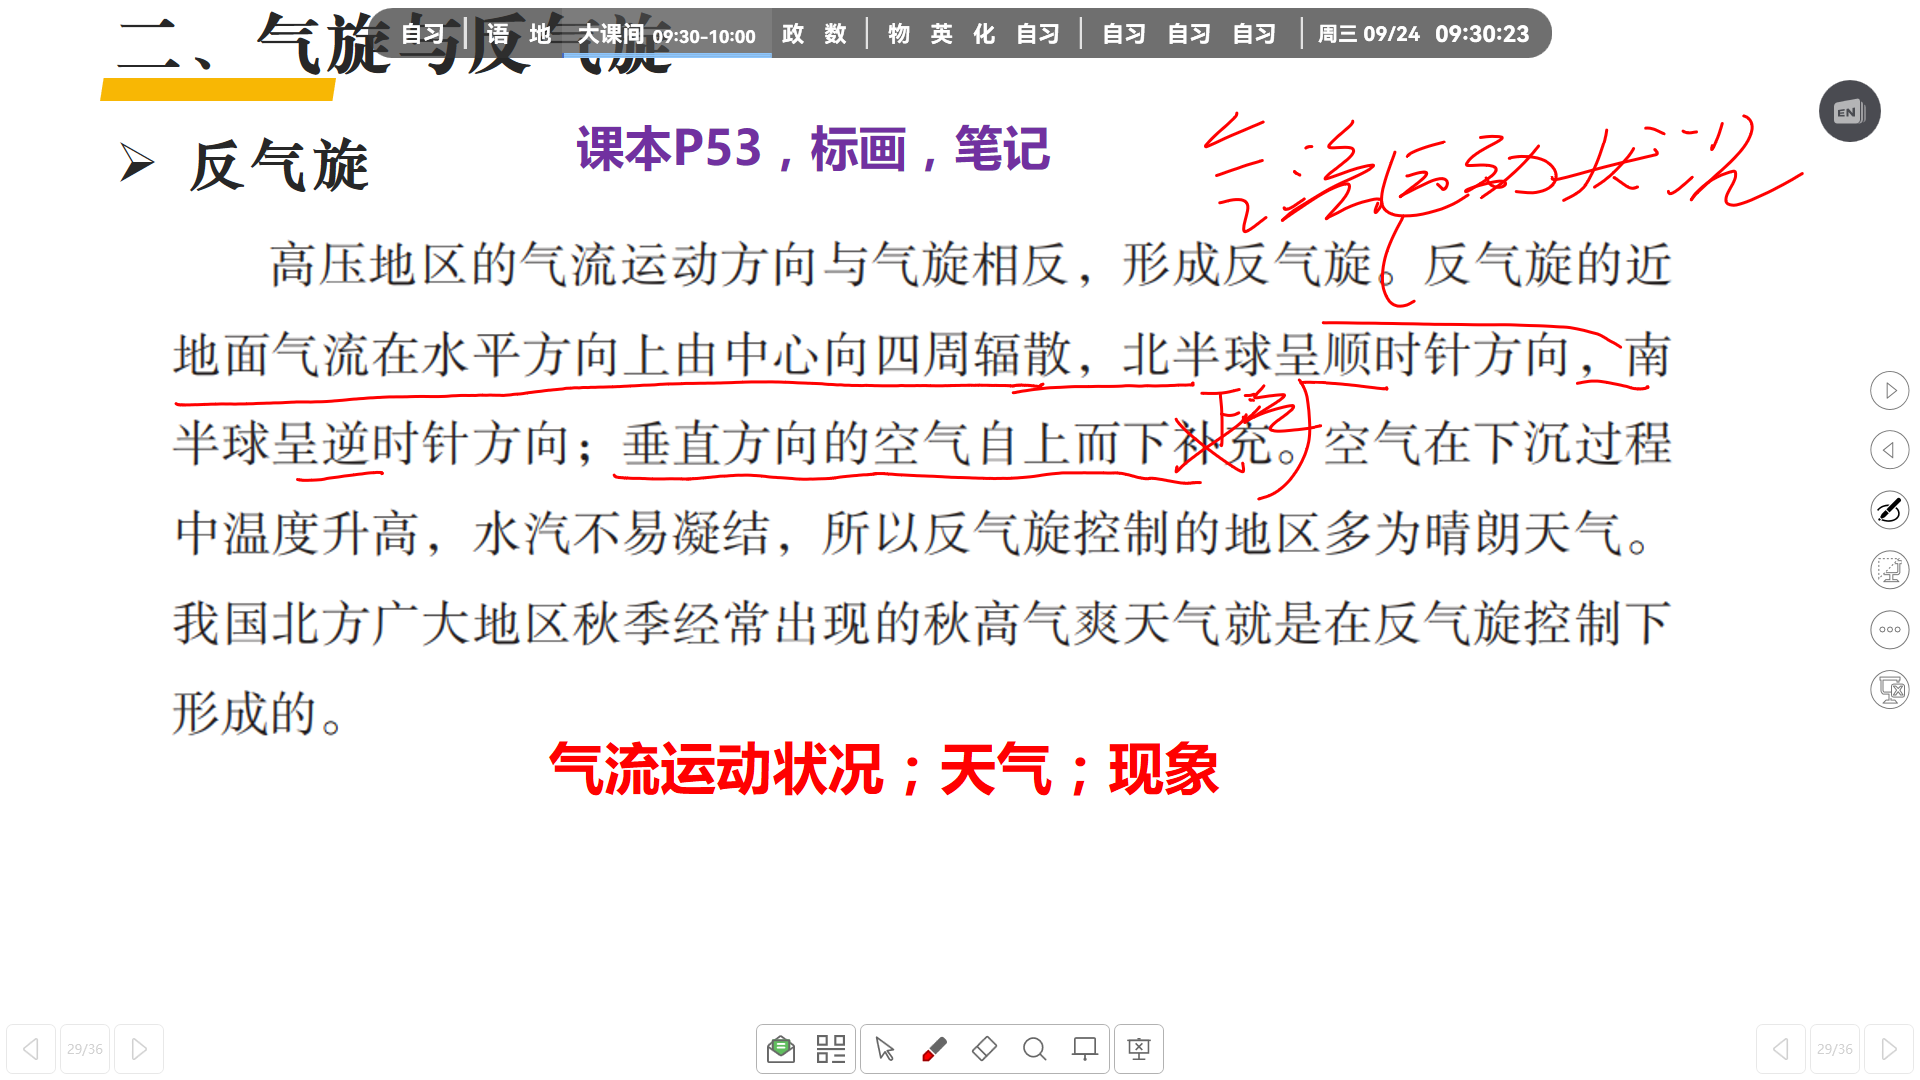 自习 | 语 地 大课间 09:30-10:00 政 数 | 物 英 化 自习 | 自习 自习 自习 | 周三 09/24 09:30:23
二、气旋与反气旋
EN
课本P53，标画，笔记
气流运动状况
➢ 反气旋
高压地区的气流运动方向与气旋相反，形成反气旋。反气旋的近
地面气流在水平方向上由中心向四周辐散，北半球呈顺时针方向，南
半球呈逆时针方向；垂直方向的空气自上而下补充。空气在下沉过程
中温度升高，水汽不易凝结，所以反气旋控制的地区多为晴朗天气。
我国北方广大地区秋季经常出现的秋高气爽天气就是在反气旋控制下
形成的。
气流运动状况；天气；现象
29/36
29/36